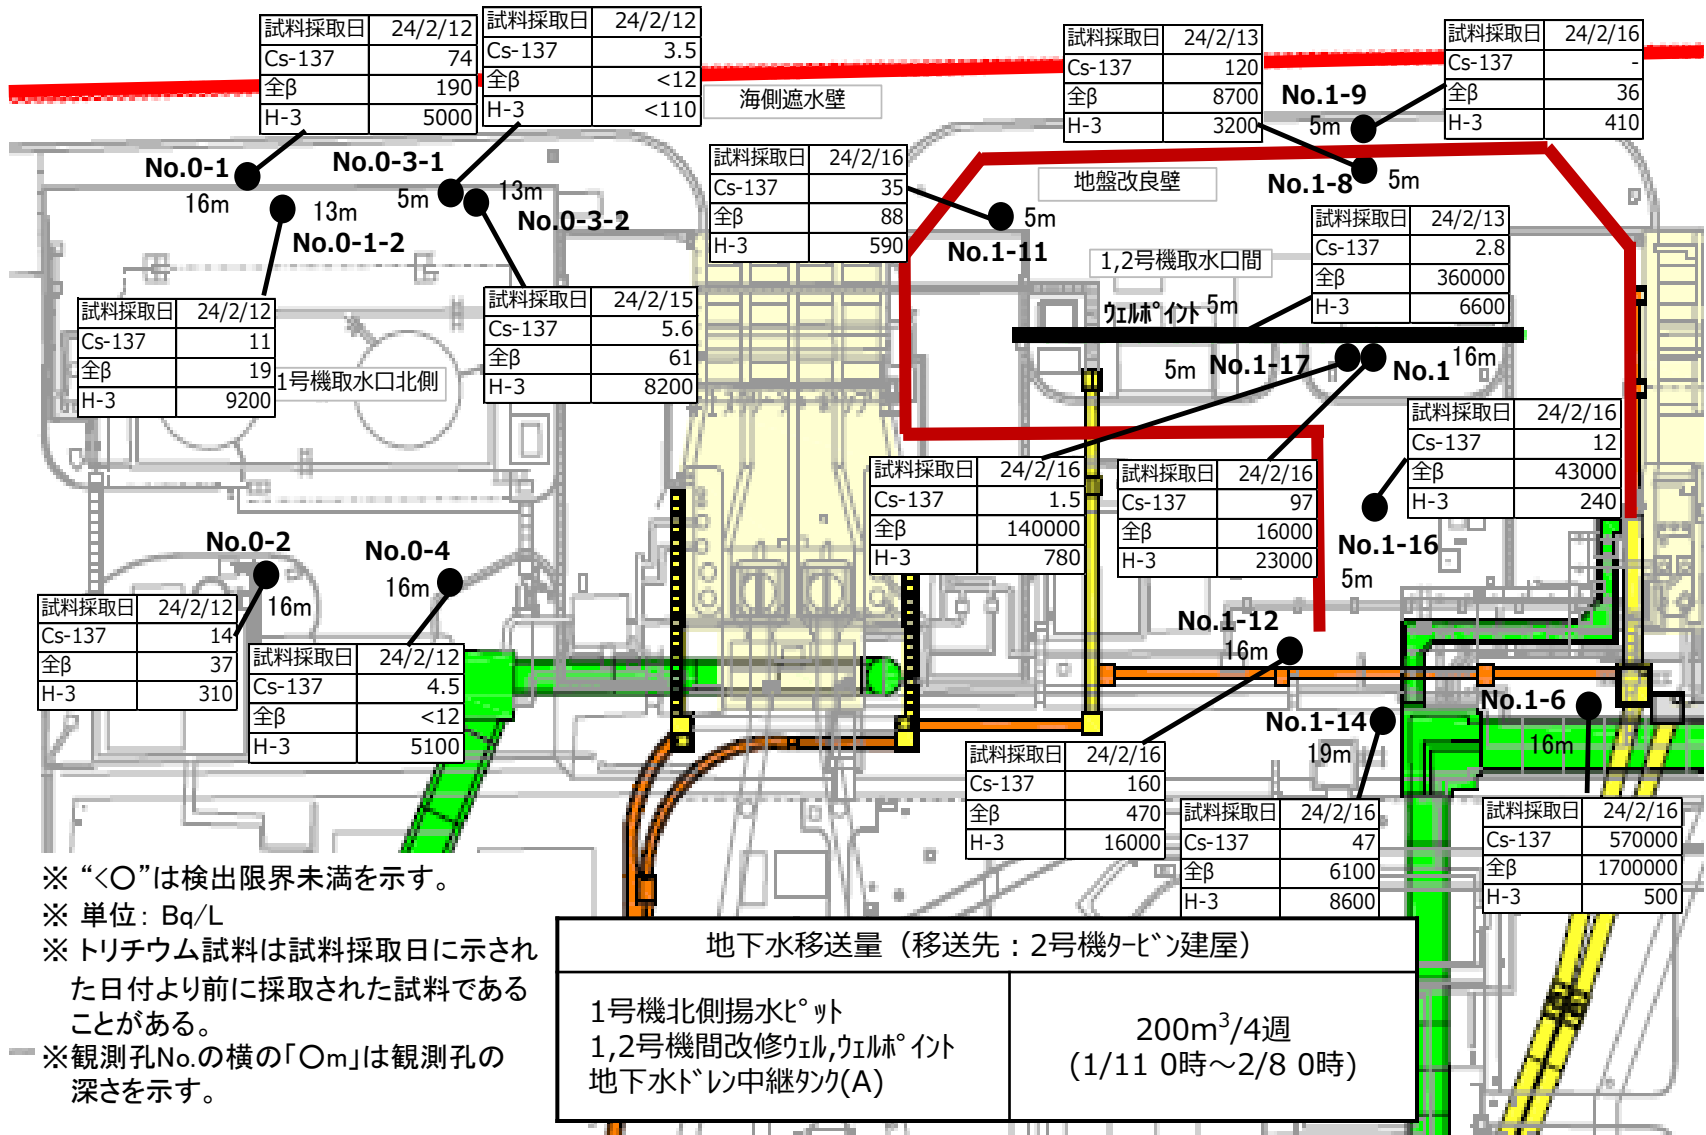 試料採取日 24/2/12
Cs-137 74
全β 190
H-3 5000
試料採取日 24/2/12
Cs-137 3.5
全β <12
H-3 <110
海側遮水壁
試料採取日 24/2/13
Cs-137 120
全β 8700
H-3 3200
試料採取日 24/2/16
Cs-137 -
全β 36
H-3 410
No.1-9
5m
No.0-1
16m
No.0-3-1
5m
13m
No.0-3-2
13m
No.0-1-2
試料採取日 24/2/16
Cs-137 35
全β 88
H-3 590
5m
No.1-11
地盤改良壁
No.1-8
5m
試料採取日 24/2/13
Cs-137 2.8
全β 360000
H-3 6600
1,2号機取水口間
ウェルポイント 5m
試料採取日 24/2/12
Cs-137 11
全β 19
H-3 9200
1号機取水口北側
試料採取日 24/2/15
Cs-137 5.6
全β 61
H-3 8200
5m No.1-17
No.1 16m
試料採取日 24/2/16
Cs-137 12
全β 43000
H-3 240
試料採取日 24/2/16
Cs-137 1.5
全β 140000
H-3 780
試料採取日 24/2/16
Cs-137 97
全β 16000
H-3 23000
No.1-16
5m
No.0-2
16m
No.0-4
16m
試料採取日 24/2/12
Cs-137 14
全β 37
H-3 310
試料採取日 24/2/12
Cs-137 4.5
全β <12
H-3 5100
No.1-12
16m
No.1-14
19m
No.1-6
16m
試料採取日 24/2/16
Cs-137 160
全β 470
H-3 16000
試料採取日 24/2/16
Cs-137 47
全β 6100
H-3 8600
試料採取日 24/2/16
Cs-137 570000
全β 1700000
H-3 500
※ “<〇”は検出限界未満を示す。
※ 単位: Bq/L
※ トリチウム試料は試料採取日に示され
た日付より前に採取された試料である
ことがある。
※観測孔No.の横の「〇m」は観測孔の
深さを示す。
地下水移送量（移送先：2号機タービン建屋）
1号機北側揚水ピット
1,2号機間改修ウェル,ウェルポイント
地下水ドレン中継タンク(A)
200m³/4週
(1/11 0時～2/8 0時)